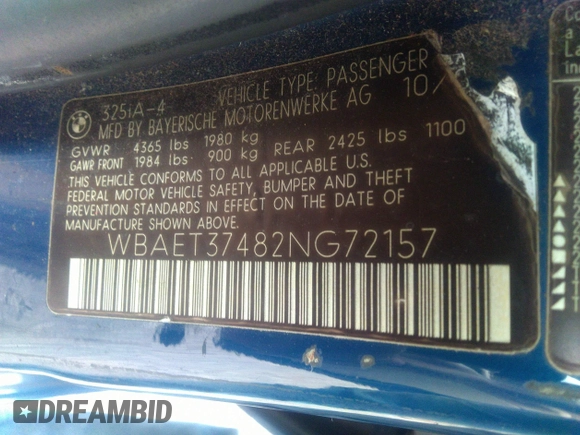 BMW
325iA-4 VEHICLE TYPE: PASSENGER
MFD BY BAYERISCHE MOTORENWERKE AG 10/
GVWR 4365 lbs 1980 kg
GAWR FRONT 1984 lbs 900 kg REAR 2425 lbs 1100
THIS VEHICLE CONFORMS TO ALL APPLICABLE U.S.
FEDERAL MOTOR VEHICLE SAFETY, BUMPER AND THEFT
PREVENTION STANDARDS IN EFFECT ON THE DATE OF
MANUFACTURE SHOWN ABOVE.
WBAET37482NG72157
DREAMBID